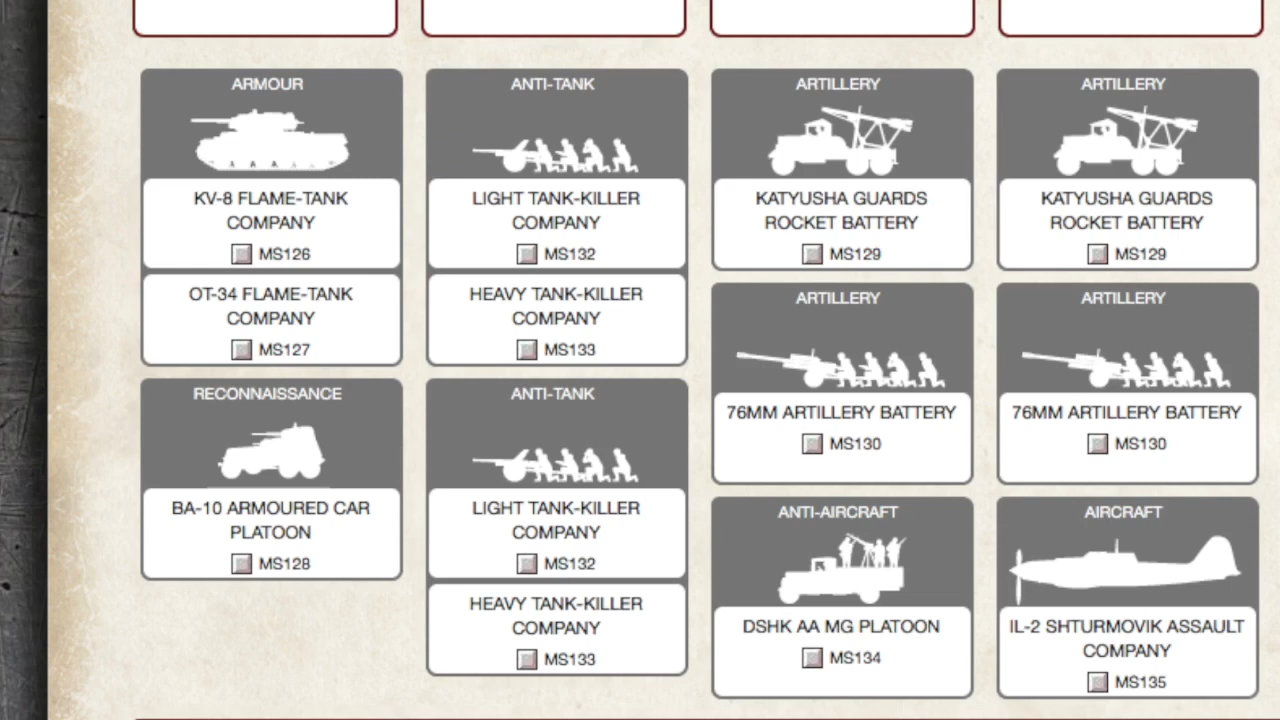 ARMOUR
KV-8 FLAME-TANK
COMPANY
MS126
OT-34 FLAME-TANK
COMPANY
MS127
RECONNAISSANCE
BA-10 ARMOURED CAR
PLATOON
MS128
ANTI-TANK
LIGHT TANK-KILLER
COMPANY
MS132
HEAVY TANK-KILLER
COMPANY
MS133
ANTI-TANK
LIGHT TANK-KILLER
COMPANY
MS132
HEAVY TANK-KILLER
COMPANY
MS133
ARTILLERY
KATYUSHA GUARDS
ROCKET BATTERY
MS129
ARTILLERY
76MM ARTILLERY BATTERY
MS130
ANTI-AIRCRAFT
DSHK AA MG PLATOON
MS134
ARTILLERY
KATYUSHA GUARDS
ROCKET BATTERY
MS129
ARTILLERY
76MM ARTILLERY BATTERY
MS130
AIRCRAFT
IL-2 SHTURMOVIK ASSAULT
COMPANY
MS135